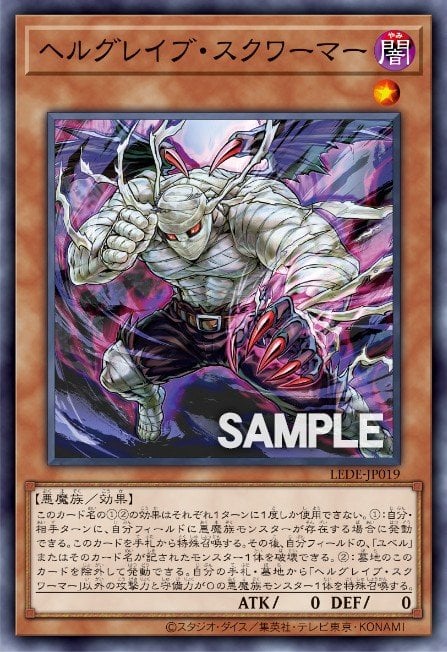 ヘルグレイブ・スクワーマー
やみ
闇
SAMPLE
LEDE-JP019
【悪魔族／効果】
このカード名の①②の効果はそれぞれ1ターンに1度しか使用できない。①：自分・
相手ターンに、自分フィールドに悪魔族モンスターが存在する場合に発動
できる。このカードを手札から特殊召喚する。その後、自分フィールドの、「ユベル」
またはそのカード名が記されたモンスター1体を破壊できる。②：墓地のこの
カードを除外して発動できる。自分の手札・墓地から「ヘルグレイブ・スクワー
マー」以外の攻撃力と守備力が０の悪魔族モンスター1体を特殊召喚する。
ATK/ 0 DEF/ 0
©スタジオ・ダイス／集英社・テレビ東京・KONAMI